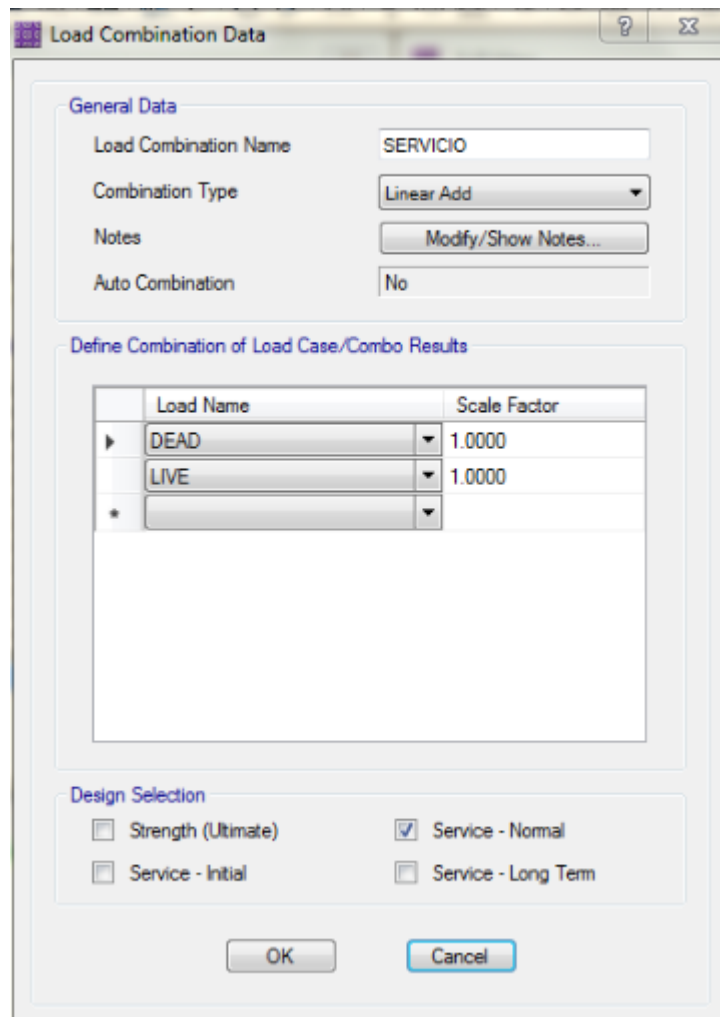 Load Combination Data
General Data
Load Combination Name SERVICIO
Combination Type Linear Add
Notes Modify/Show Notes...
Auto Combination No
Define Combination of Load Case/Combo Results
Load Name Scale Factor
DEAD 1.0000
LIVE 1.0000
*
Design Selection
Strength (Ultimate) Service - Normal
Service - Initial Service - Long Term
OK Cancel